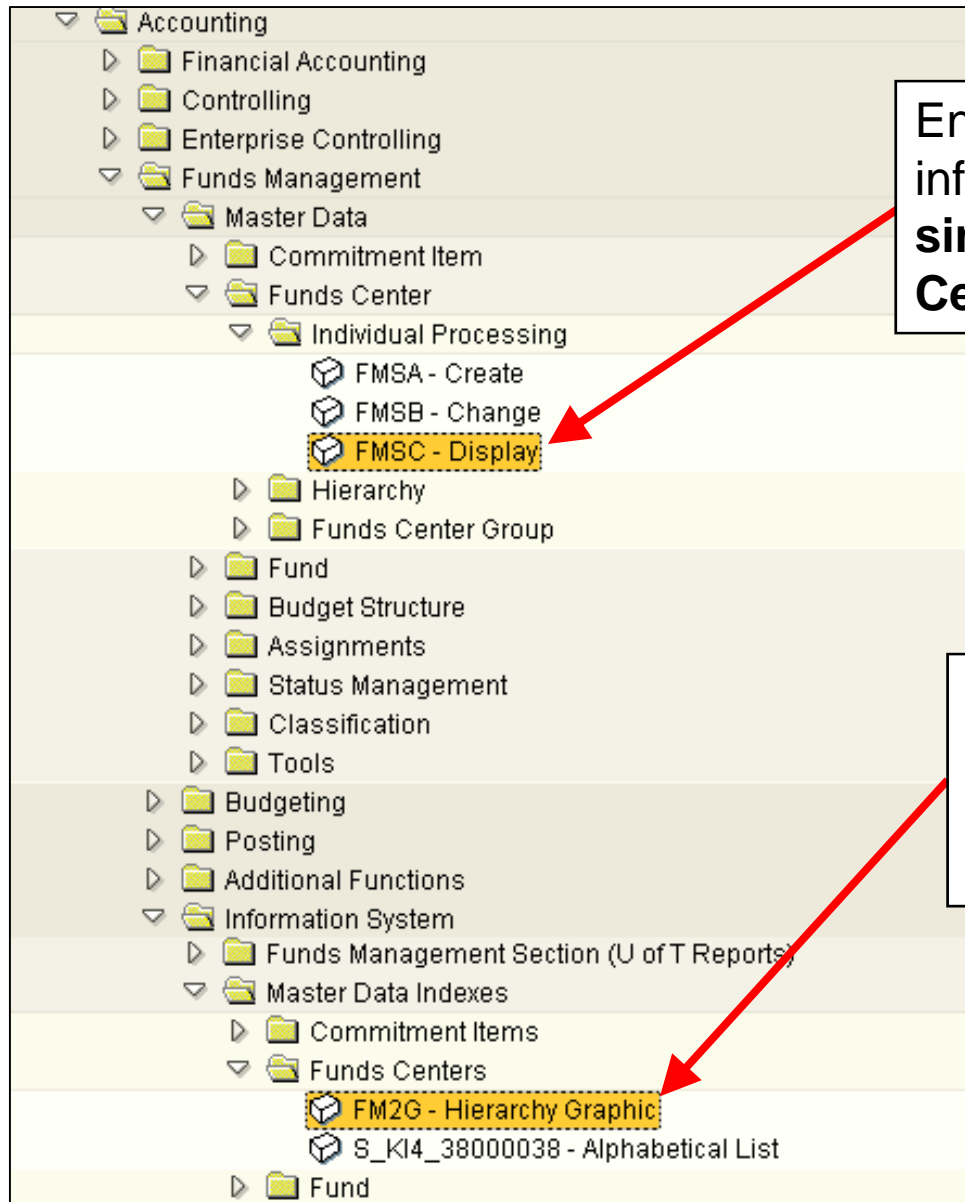 Accounting
Financial Accounting
Controlling
Enterprise Controlling
Funds Management
Master Data
Commitment Item
Funds Center
Individual Processing
FMSA - Create
FMSB - Change
FMSC - Display
Hierarchy
Funds Center Group
Fund
Budget Structure
Assignments
Status Management
Classification
Tools
Budgeting
Posting
Additional Functions
Information System
Funds Management Section (U of T Reports)
Master Data Indexes
Commitment Items
Funds Centers
FM2G - Hierarchy Graphic
S_KI4_38000038 - Alphabetical List
Fund